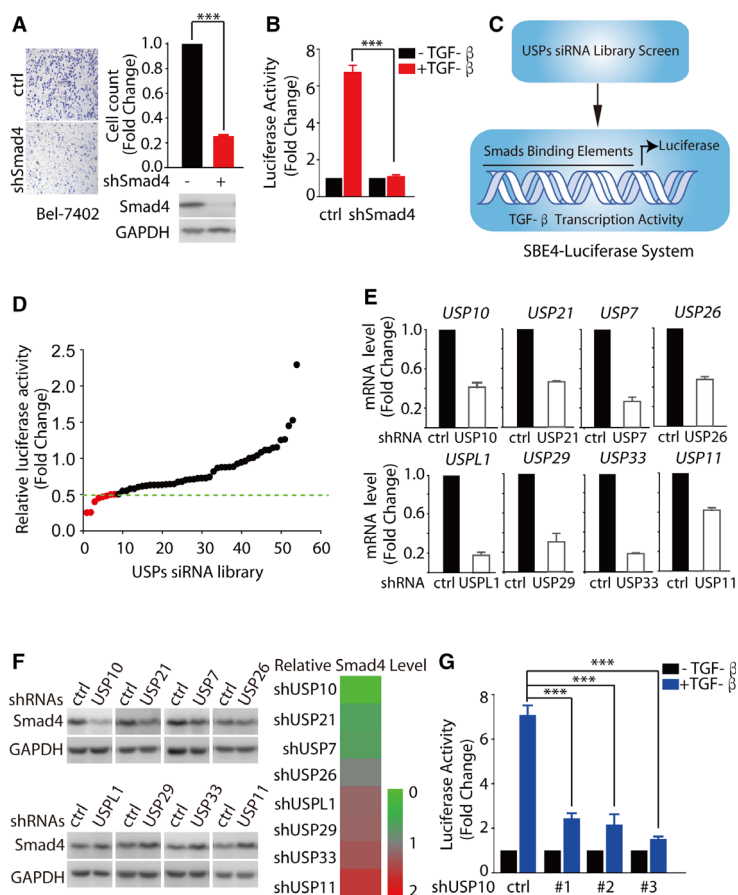 A
ctrl
shSmad4
Bel-7402
***
Cell count
(Fold Change)
1.0
0.8
0.6
0.4
0.2
0
shSmad4 - +
Smad4
GAPDH
B
***
- TGF- β
+TGF- β
Luciferase Activity
(Fold Change)
8
6
4
2
0
ctrl shSmad4
C
USPs siRNA Library Screen
Smads Binding Elements
Luciferase
TGF- β Transcription Activity
SBE4-Luciferase System
D
Relative luciferase activity
(Fold Change)
2.5
2.0
1.5
1.0
0.5
0.0
0 10 20 30 40 50 60
USPs siRNA library
E
USP10 USP21 USP7 USP26
mRNA level
(Fold Change)
1.0
0.6
0.2
shRNA ctrl USP10 ctrl USP21 ctrl USP7 ctrl USP26
USPL1 USP29 USP33 USP11
mRNA level
(Fold Change)
1.0
0.6
0.2
shRNA ctrl USPL1 ctrl USP29 ctrl USP33 ctrl USP11
F
shRNAs ctrl USP10 ctrl USP21 ctrl USP7 ctrl USP26
Smad4
GAPDH
shRNAs ctrl USPL1 ctrl USP29 ctrl USP33 ctrl USP11
Smad4
GAPDH
Relative Smad4 Level
shUSP10
shUSP21
shUSP7
shUSP26
shUSPL1
shUSP29
shUSP33
shUSP11
0
1
2
G
- TGF- β
+TGF- β
***
***
***
Luciferase Activity
(Fold Change)
8
6
4
2
0
shUSP10 ctrl #1 #2 #3